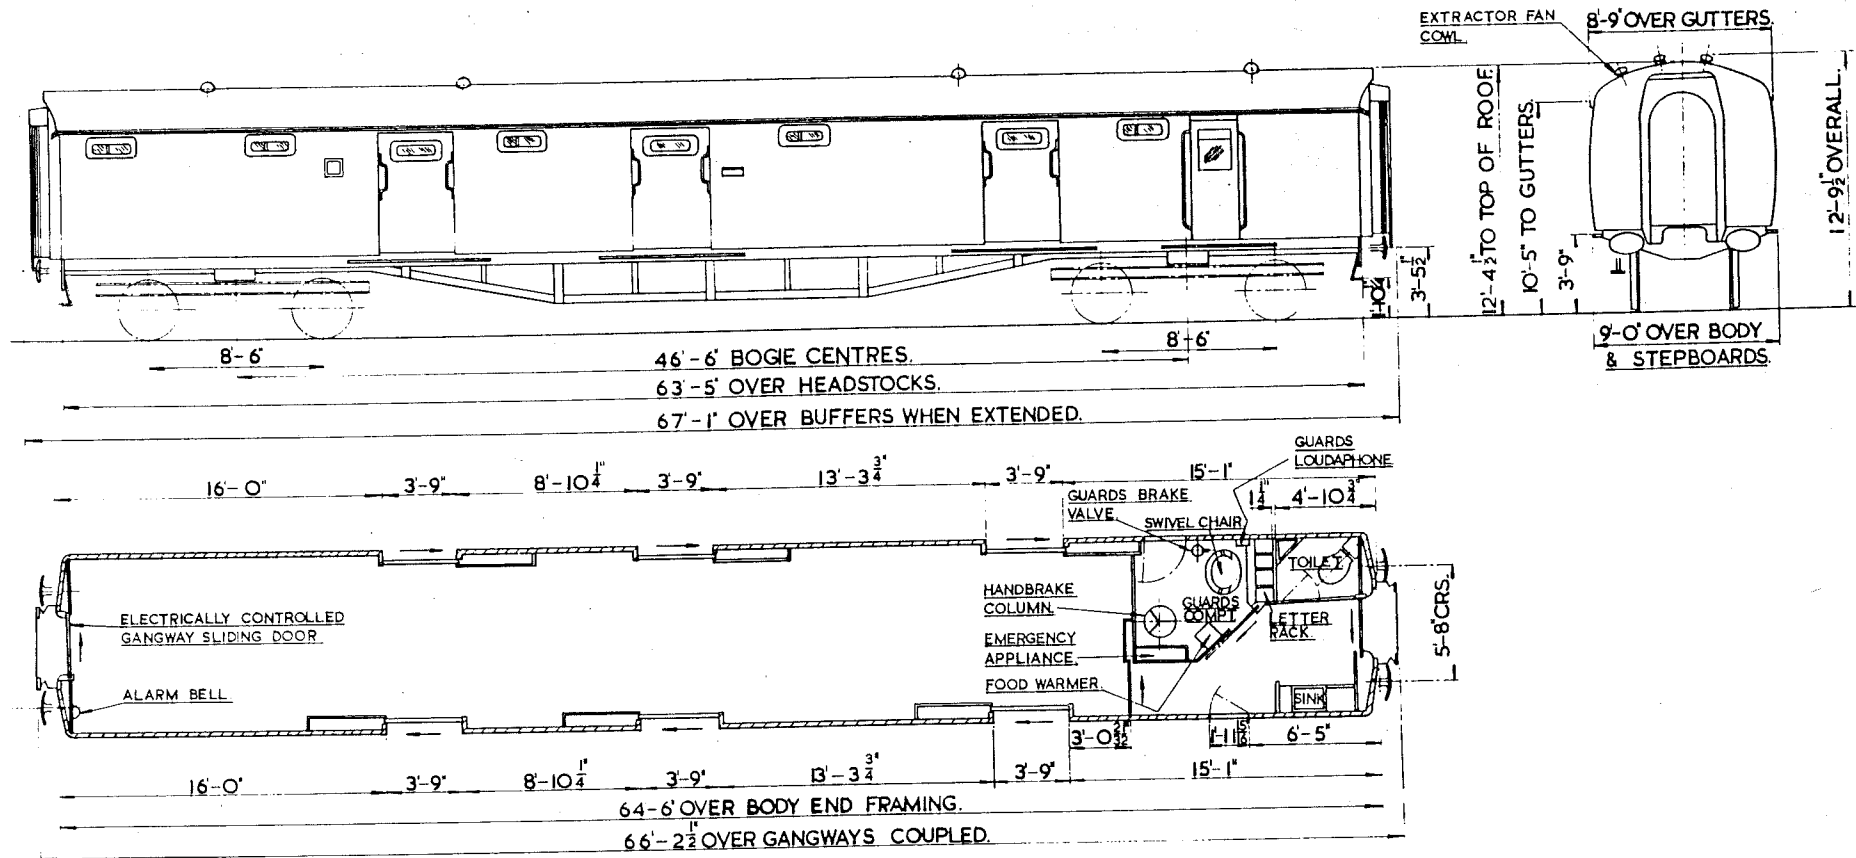 EXTRACTOR FAN
COWL.
8'-9" OVER GUTTERS.
12'-4½" TO TOP OF ROOF.
10'-5" TO GUTTERS.
3'-9"
12'-9½" OVERALL.
3'-5½"
9'-0" OVER BODY
& STEPBOARDS.
8'-6"
46'-6" BOGIE CENTRES.
8'-6"
63'-5" OVER HEADSTOCKS.
67'-1" OVER BUFFERS WHEN EXTENDED.
GUARDS
LOUDAPHONE
16'-0"
3'-9"
8'-10¼"
3'-9"
13'-3¾"
3'-9"
15'-1"
1¼"
4'-10¾"
GUARDS BRAKE
VALVE.
SWIVEL CHAIR
TOILET
HANDBRAKE
COLUMN.
GUARDS
COMPT
LETTER
RACK.
5'-8" CRS.
ELECTRICALLY CONTROLLED
GANGWAY SLIDING DOOR.
EMERGENCY
APPLIANCE.
FOOD WARMER.
ALARM BELL.
SINK
6'-5"
16'-0"
3'-9"
8'-10¼"
3'-9"
13'-3¾"
3'-9"
15'-1"
64'-6" OVER BODY END FRAMING.
66'-2½" OVER GANGWAYS COUPLED.